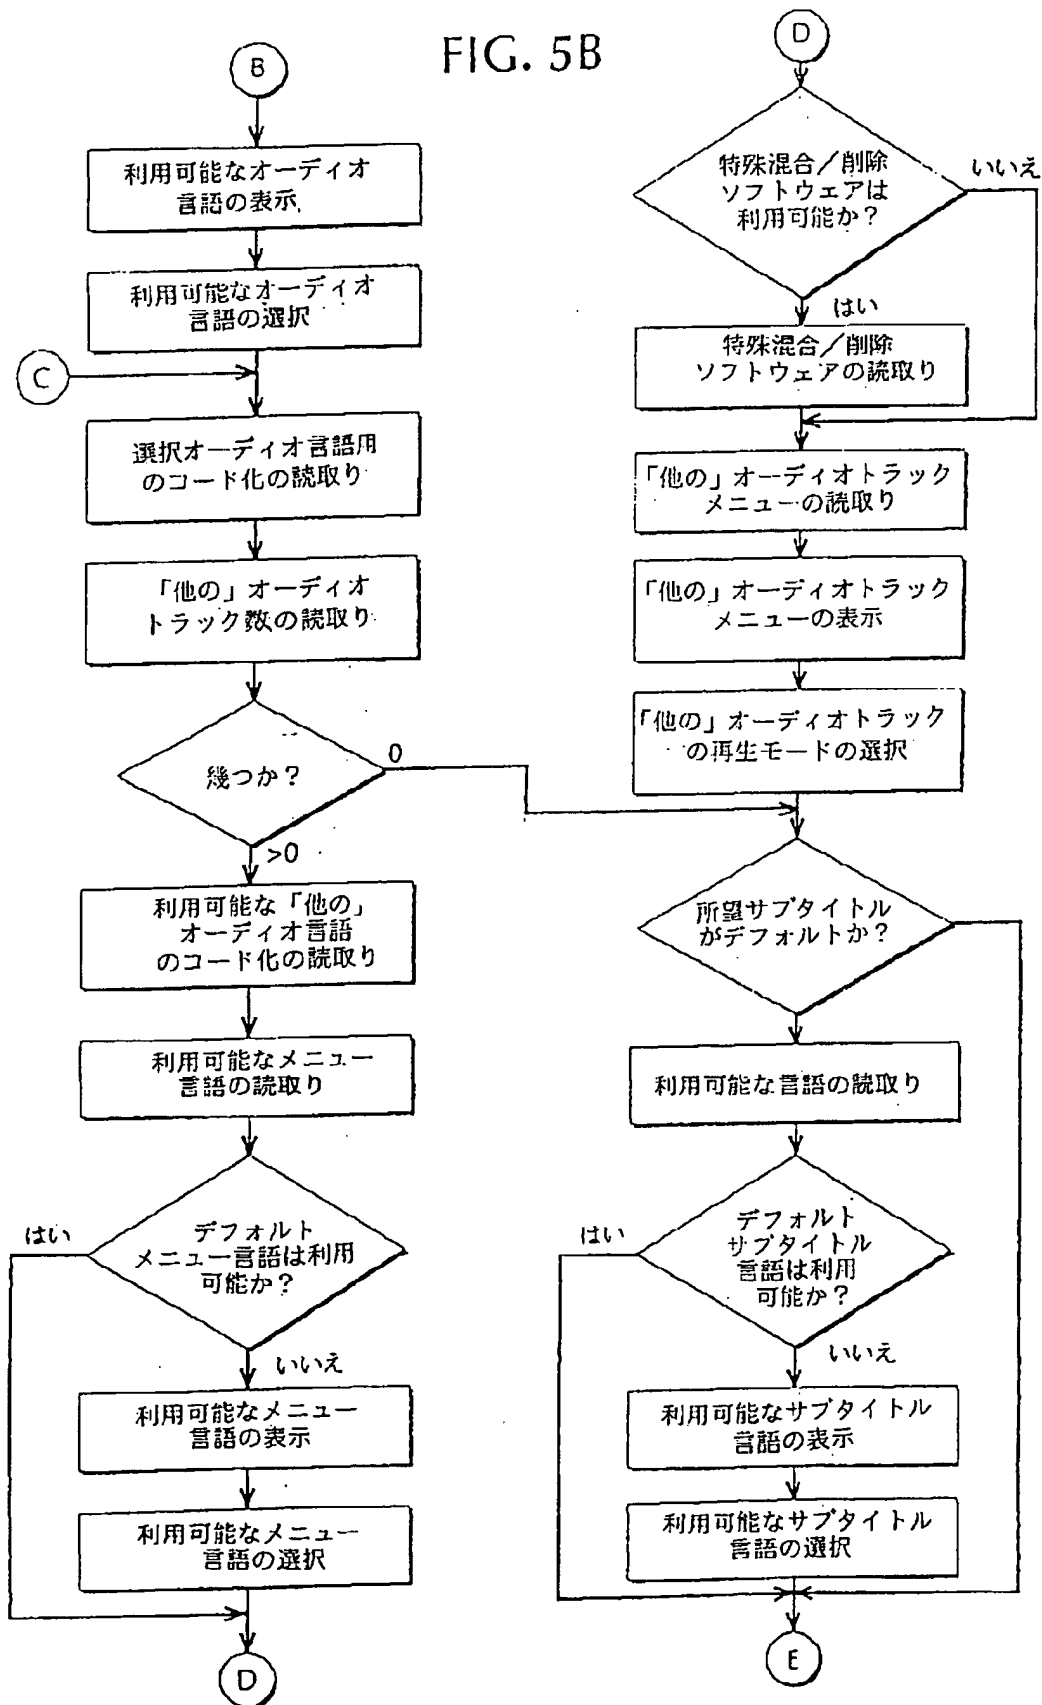 FIG. 5B
B
利用可能なオーディオ
言語の表示
利用可能なオーディオ
言語の選択
C
選択オーディオ言語用
のコード化の読取り
「他の」オーディオ
トラック数の読取り
幾つか？
0
>0
利用可能な「他の」
オーディオ言語
のコード化の読取り
利用可能なメニュー
言語の読取り
デフォルト
メニュー言語は利用
可能か？
はい
いいえ
利用可能なメニュー
言語の表示
利用可能なメニュー
言語の選択
D
D
特殊混合／削除
ソフトウェアは
利用可能か？
いいえ
はい
特殊混合／削除
ソフトウェアの読取り
「他の」オーディオトラック
メニューの読取り
「他の」オーディオトラック
メニューの表示
「他の」オーディオトラック
の再生モードの選択
所望サブタイトル
がデフォルトか？
利用可能な言語の読取り
デフォルト
サブタイトル
言語は利用
可能か？
はい
いいえ
利用可能なサブタイトル
言語の表示
利用可能なサブタイトル
言語の選択
E